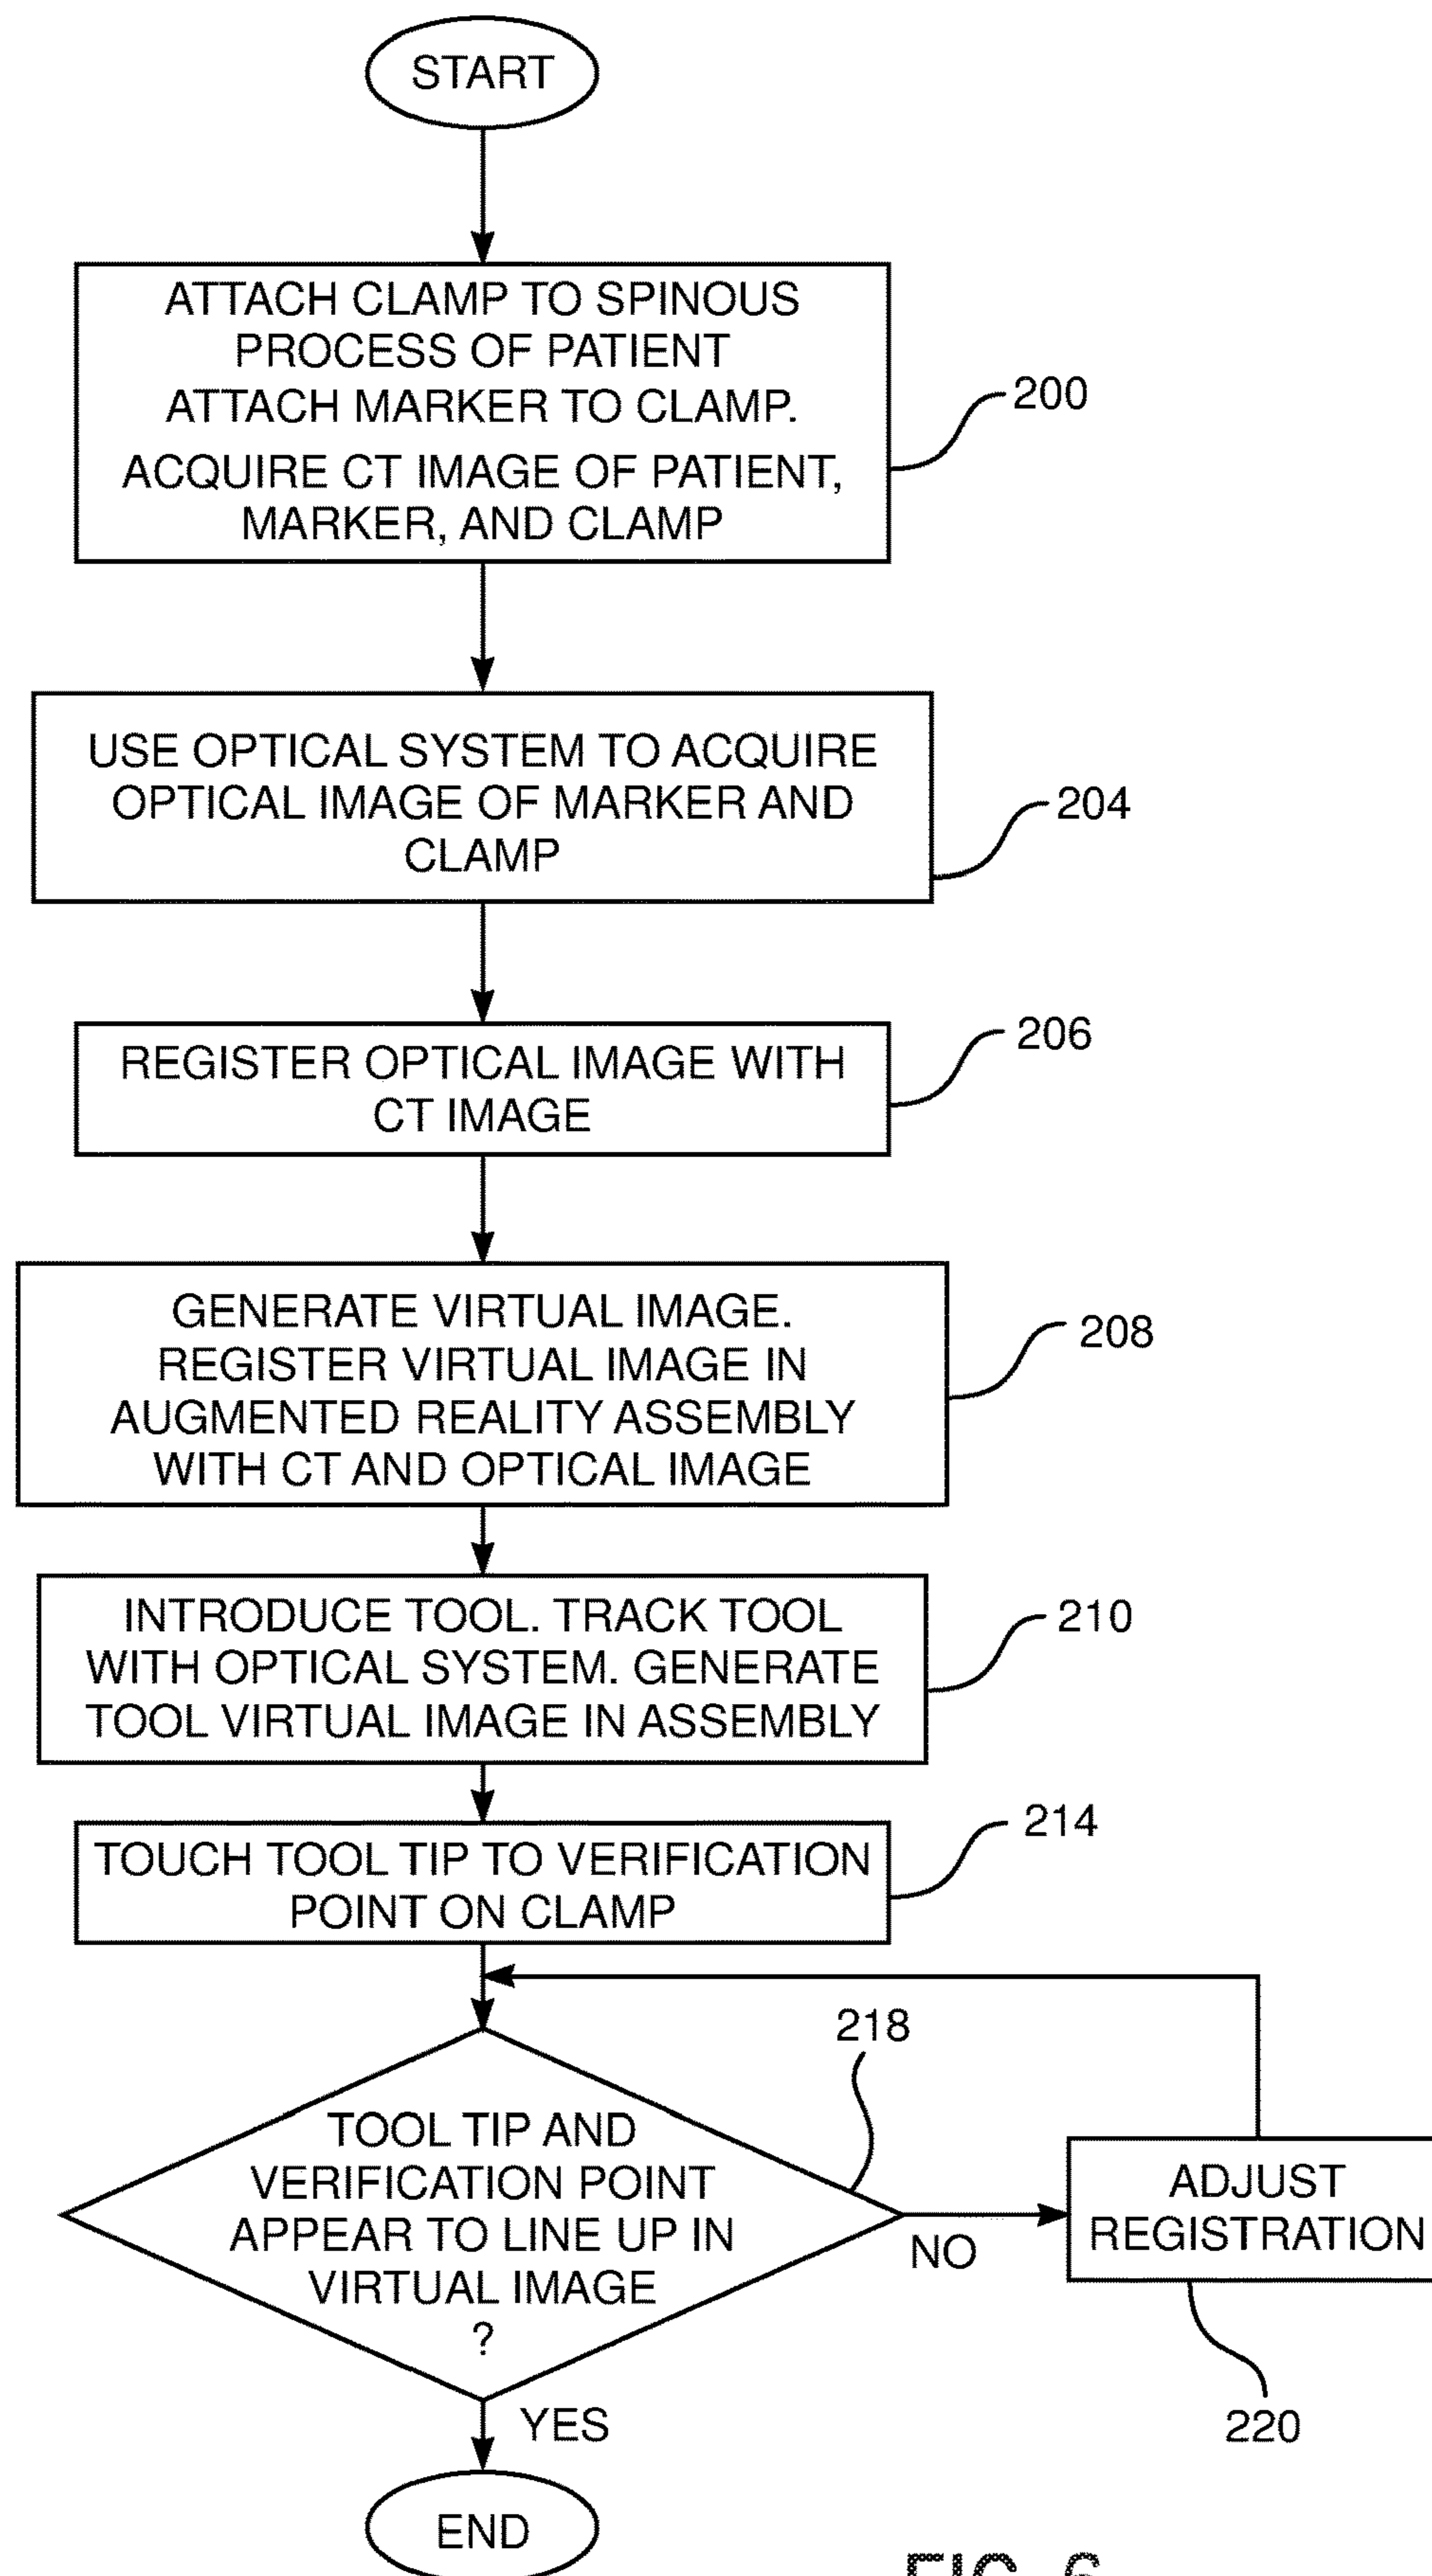 START
ATTACH CLAMP TO SPINOUS
PROCESS OF PATIENT
ATTACH MARKER TO CLAMP.
ACQUIRE CT IMAGE OF PATIENT,
MARKER, AND CLAMP
200
USE OPTICAL SYSTEM TO ACQUIRE
OPTICAL IMAGE OF MARKER AND
CLAMP
204
REGISTER OPTICAL IMAGE WITH
CT IMAGE
206
GENERATE VIRTUAL IMAGE.
REGISTER VIRTUAL IMAGE IN
AUGMENTED REALITY ASSEMBLY
WITH CT AND OPTICAL IMAGE
208
INTRODUCE TOOL. TRACK TOOL
WITH OPTICAL SYSTEM. GENERATE
TOOL VIRTUAL IMAGE IN ASSEMBLY
210
TOUCH TOOL TIP TO VERIFICATION
POINT ON CLAMP
214
218
TOOL TIP AND
VERIFICATION POINT
APPEAR TO LINE UP IN
VIRTUAL IMAGE
?
NO
ADJUST
REGISTRATION
220
YES
END
FIG. 6